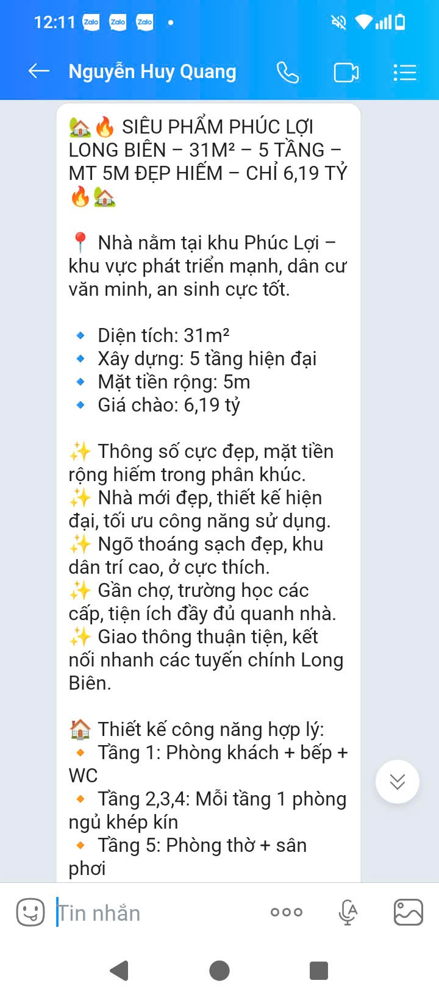 12:11 Zalo Zalo Zalo
Nguyễn Huy Quang
🏡🔥 SIÊU PHẨM PHÚC LỢI
LONG BIÊN – 31M² – 5 TẦNG –
MT 5M ĐẸP HIẾM – CHỈ 6,19 TỶ
🔥🏡
📍 Nhà nằm tại khu Phúc Lợi –
khu vực phát triển mạnh, dân cư
văn minh, an sinh cực tốt.
🔹 Diện tích: 31m²
🔹 Xây dựng: 5 tầng hiện đại
🔹 Mặt tiền rộng: 5m
🔹 Giá chào: 6,19 tỷ
✨ Thông số cực đẹp, mặt tiền
rộng hiếm trong phân khúc.
✨ Nhà mới đẹp, thiết kế hiện
đại, tối ưu công năng sử dụng.
✨ Ngõ thoáng sạch đẹp, khu
dân trí cao, ở cực thích.
✨ Gần chợ, trường học các
cấp, tiện ích đầy đủ quanh nhà.
✨ Giao thông thuận tiện, kết
nối nhanh các tuyến chính Long
Biên.
🏠 Thiết kế công năng hợp lý:
🔸 Tầng 1: Phòng khách + bếp +
WC
🔸 Tầng 2,3,4: Mỗi tầng 1 phòng
ngủ khép kín
🔸 Tầng 5: Phòng thờ + sân
phơi
Tin nhắn